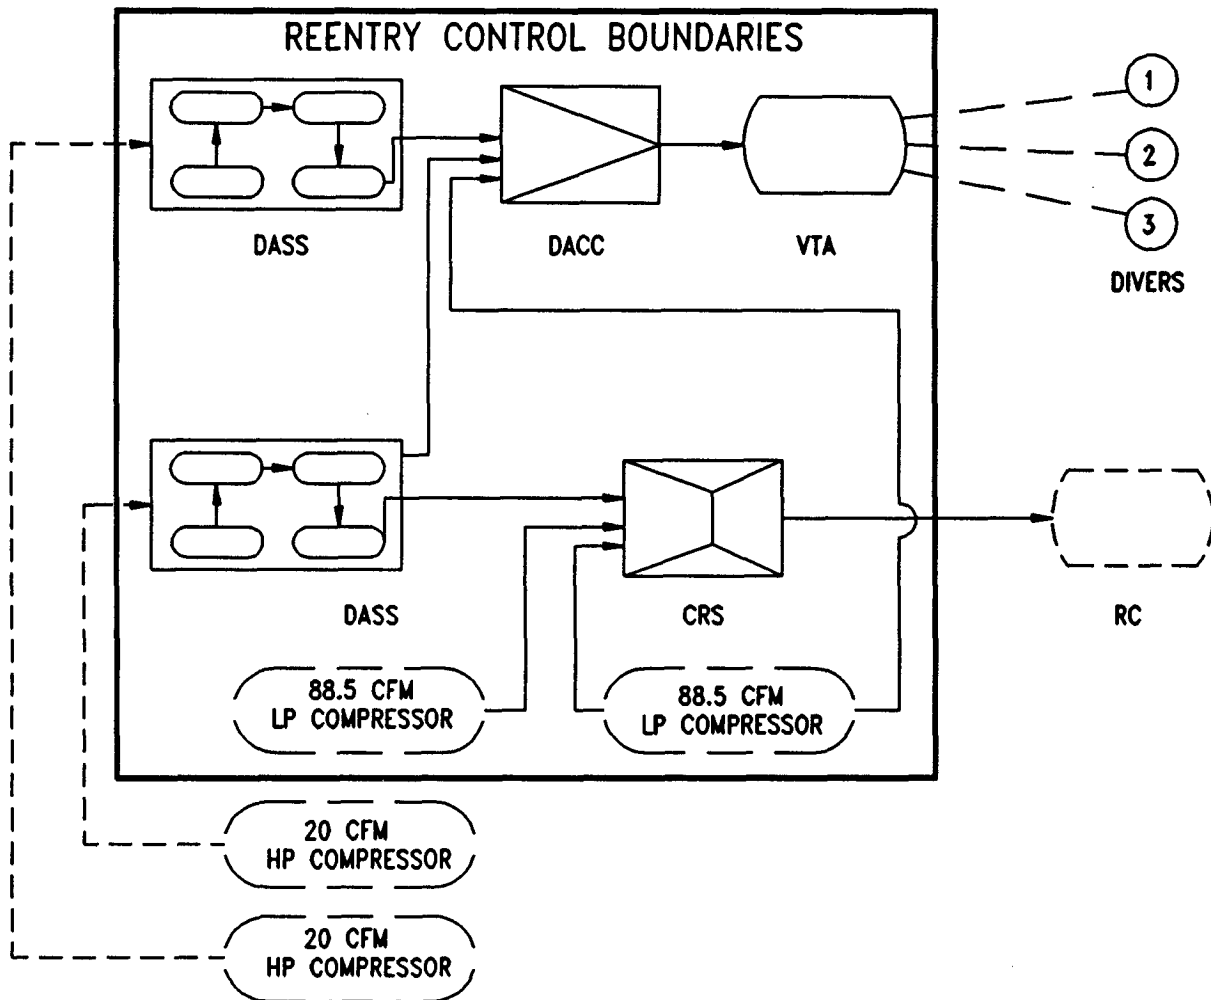 REENTRY CONTROL BOUNDARIES
1
2
3
DASS
DACC
VTA
DIVERS
DASS
CRS
RC
88.5 CFM
LP COMPRESSOR
88.5 CFM
LP COMPRESSOR
20 CFM
HP COMPRESSOR
20 CFM
HP COMPRESSOR